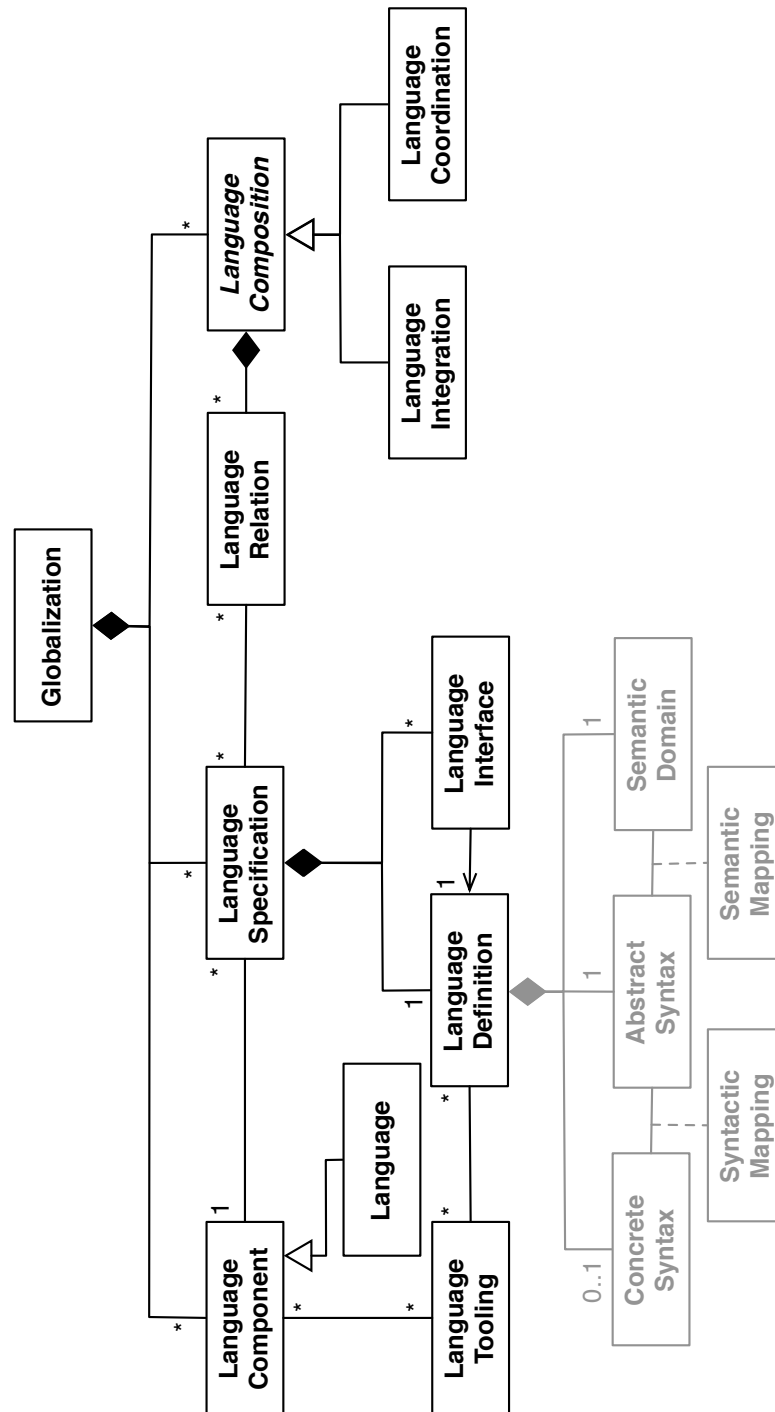 Globalization
*
*
*
Language
Component
1
*
Language
Specification
*
*
Language
Relation
*
Language
Composition
Language
*
*
Language
Tooling
*
*
Language
Definition
1
1
Language
Interface
*
Language
Integration
Language
Coordination
0..1
1
1
Concrete
Syntax
Abstract
Syntax
Semantic
Domain
Syntactic
Mapping
Semantic
Mapping